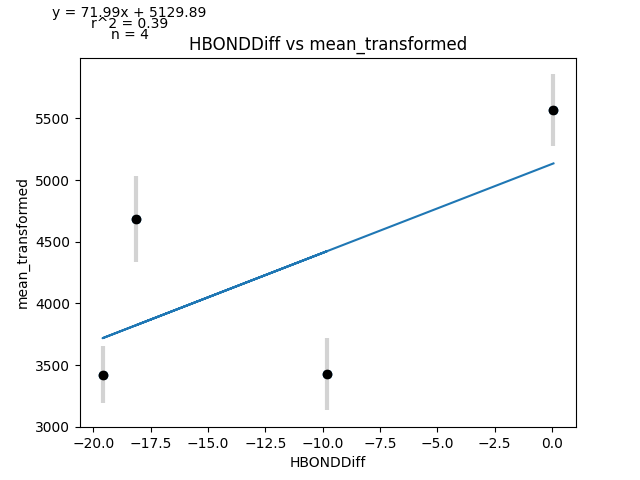 y = 71.99x + 5129.89
r^2 = 0.39
n = 4
HBONDDiff vs mean_transformed
5500
5000
4500
4000
3500
3000
mean_transformed
−20.0 −17.5 −15.0 −12.5 −10.0 −7.5 −5.0 −2.5 0.0
HBONDDiff